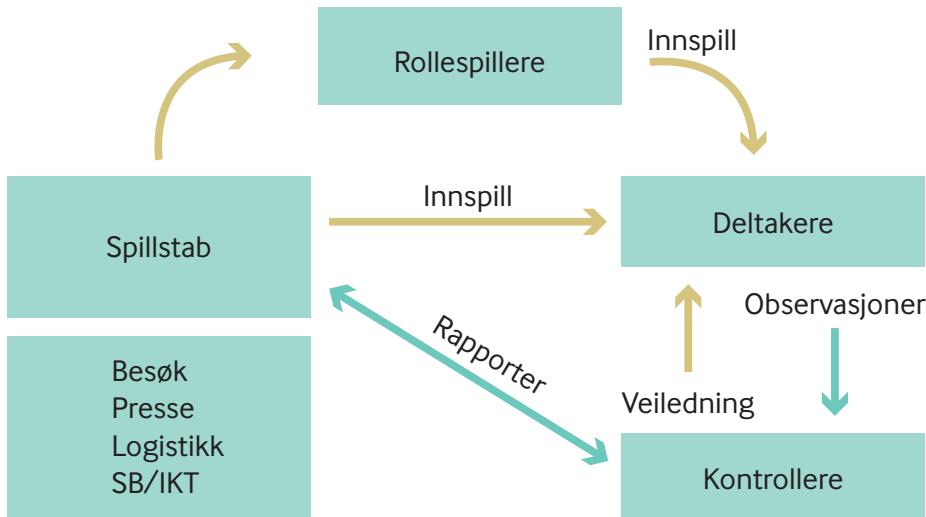 Rollespillere
Innspill
Spillstab
Innspill
Deltakere
Rapporter
Observasjoner
Veiledning
Besøk
Presse
Logistikk
SB/IKT
Kontrollere